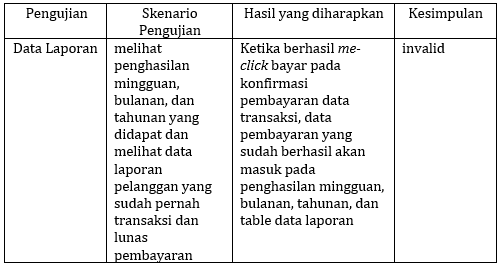 Pengujian
Skenario
Pengujian
Hasil yang diharapkan
Kesimpulan
Data Laporan
melihat
penghasilan
mingguan,
bulanan, dan
tahunan yang
didapat dan
melihat data
laporan
pelanggan yang
sudah pernah
transaksi dan
lunas
pembayaran
Ketika berhasil me-
click bayar pada
konfirmasi
pembayaran data
transaksi, data
pembayaran yang
sudah berhasil akan
masuk pada
penghasilan mingguan,
bulanan, tahunan, dan
table data laporan
invalid